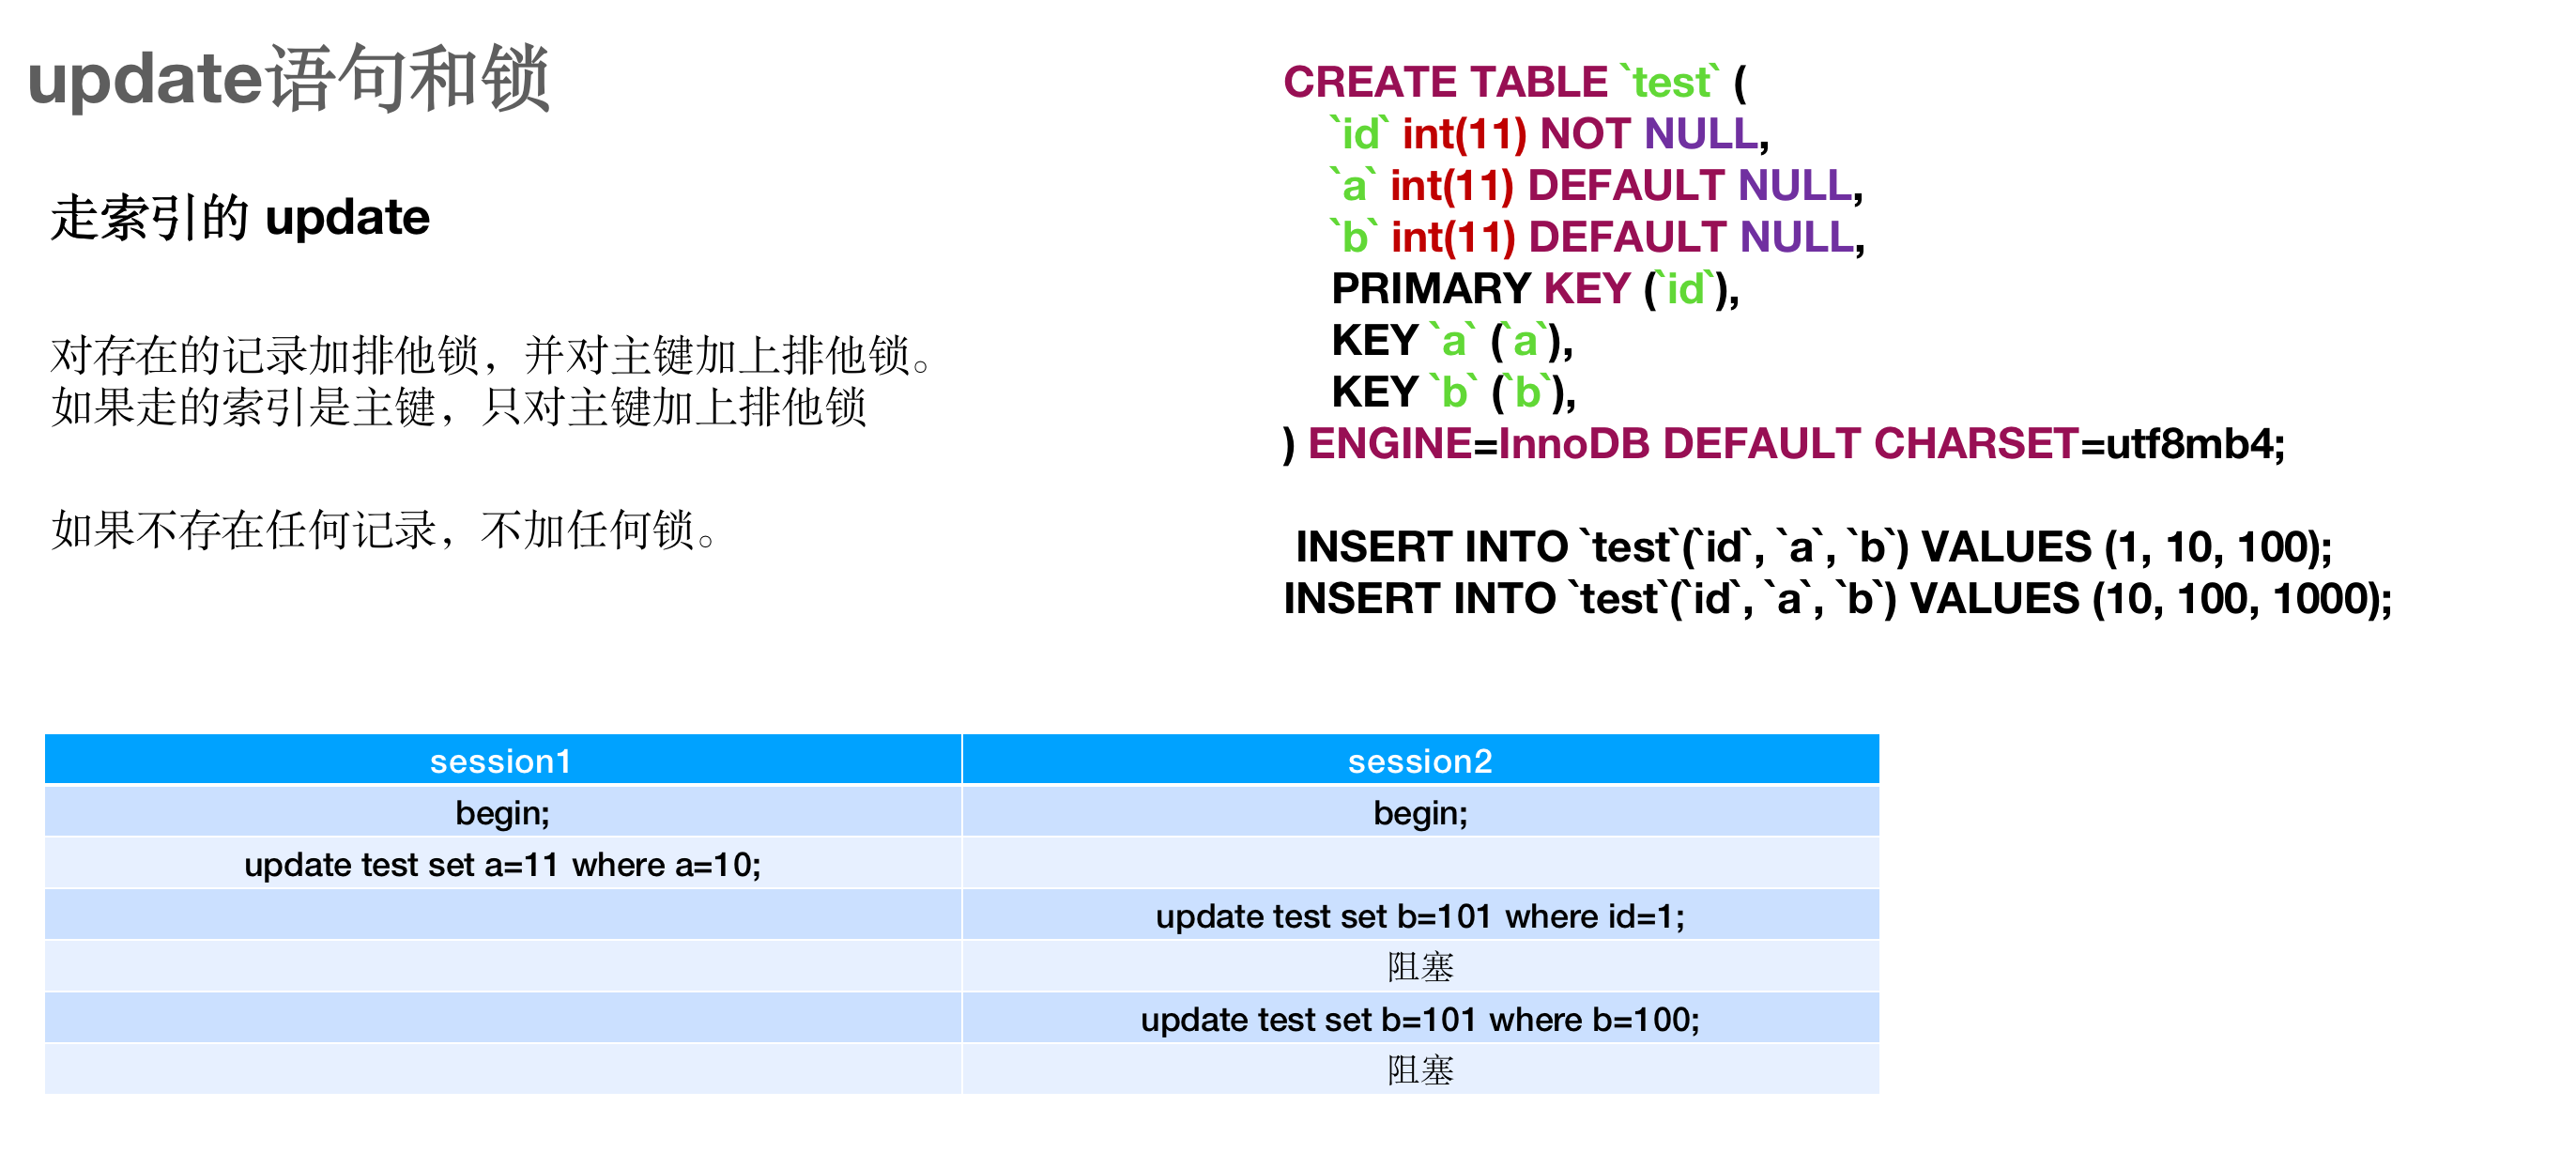 update语句和锁
走索引的 update
对存在的记录加排他锁，并对主键加上排他锁。
如果走的索引是主键，只对主键加上排他锁
如果不存在任何记录，不加任何锁。
CREATE TABLE `test` (
`id` int(11) NOT NULL,
`a` int(11) DEFAULT NULL,
`b` int(11) DEFAULT NULL,
PRIMARY KEY (`id`),
KEY `a` (`a`),
KEY `b` (`b`),
) ENGINE=InnoDB DEFAULT CHARSET=utf8mb4;
INSERT INTO `test`(`id`, `a`, `b`) VALUES (1, 10, 100);
INSERT INTO `test`(`id`, `a`, `b`) VALUES (10, 100, 1000);
session1 session2
begin; begin;
update test set a=11 where a=10;
update test set b=101 where id=1;
阻塞
update test set b=101 where b=100;
阻塞